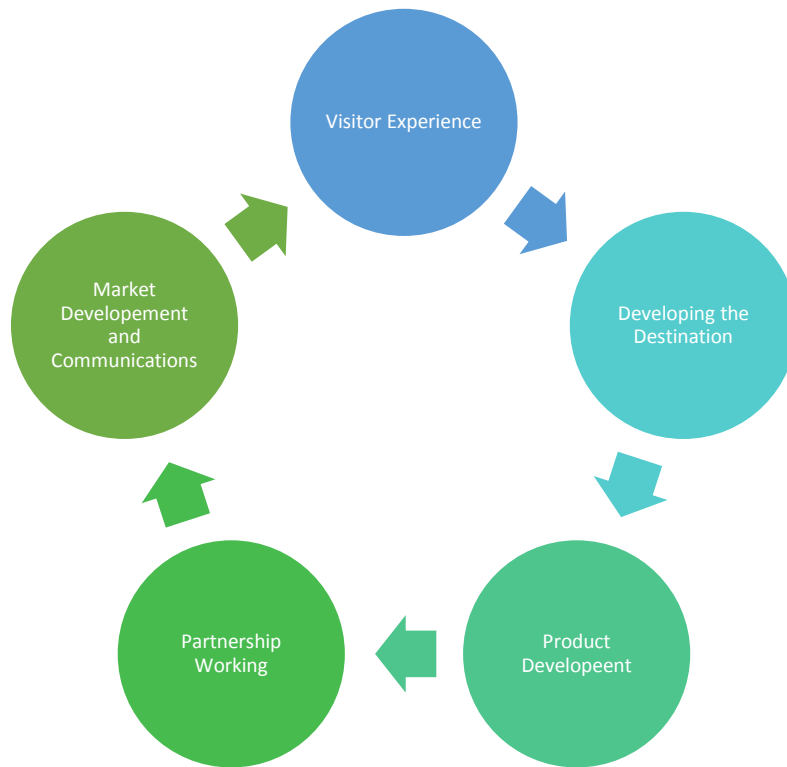 Visitor Experience
Developing the
Destination
Product
Developeent
Partnership
Working
Market
Developement
and
Communications